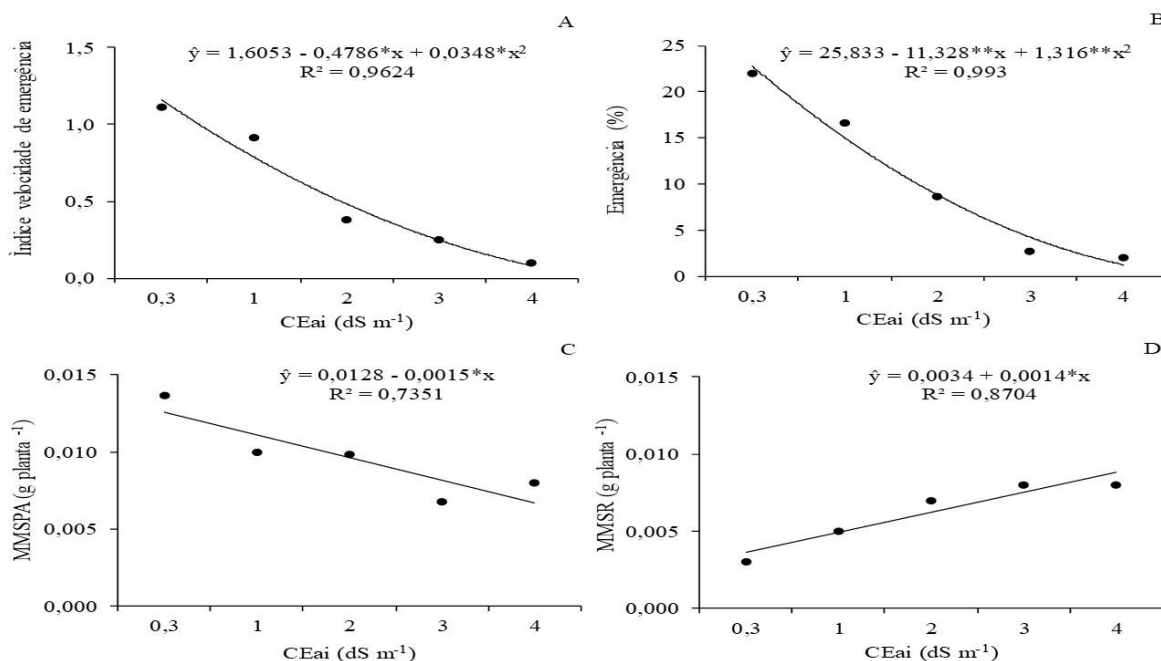 A
ŷ = 1,6053 - 0,4786*x + 0,0348*x²
R² = 0,9624
Ìndice velocidade de emergência
1,5
1,0
0,5
0,0
0,3 1 2 3 4
CEai (dS m⁻¹)
B
ŷ = 25,833 - 11,328**x + 1,316**x²
R² = 0,993
Emergência (%)
25
20
15
10
5
0
0,3 1 2 3 4
CEai (dS m⁻¹)
C
ŷ = 0,0128 - 0,0015*x
R² = 0,7351
MMSPA (g planta ⁻¹)
0,015
0,010
0,005
0,000
0,3 1 2 3 4
CEai (dS m⁻¹)
D
ŷ = 0,0034 + 0,0014*x
R² = 0,8704
MMSR (g planta ⁻¹)
0,015
0,010
0,005
0,000
0,3 1 2 3 4
CEai (dS m⁻¹)